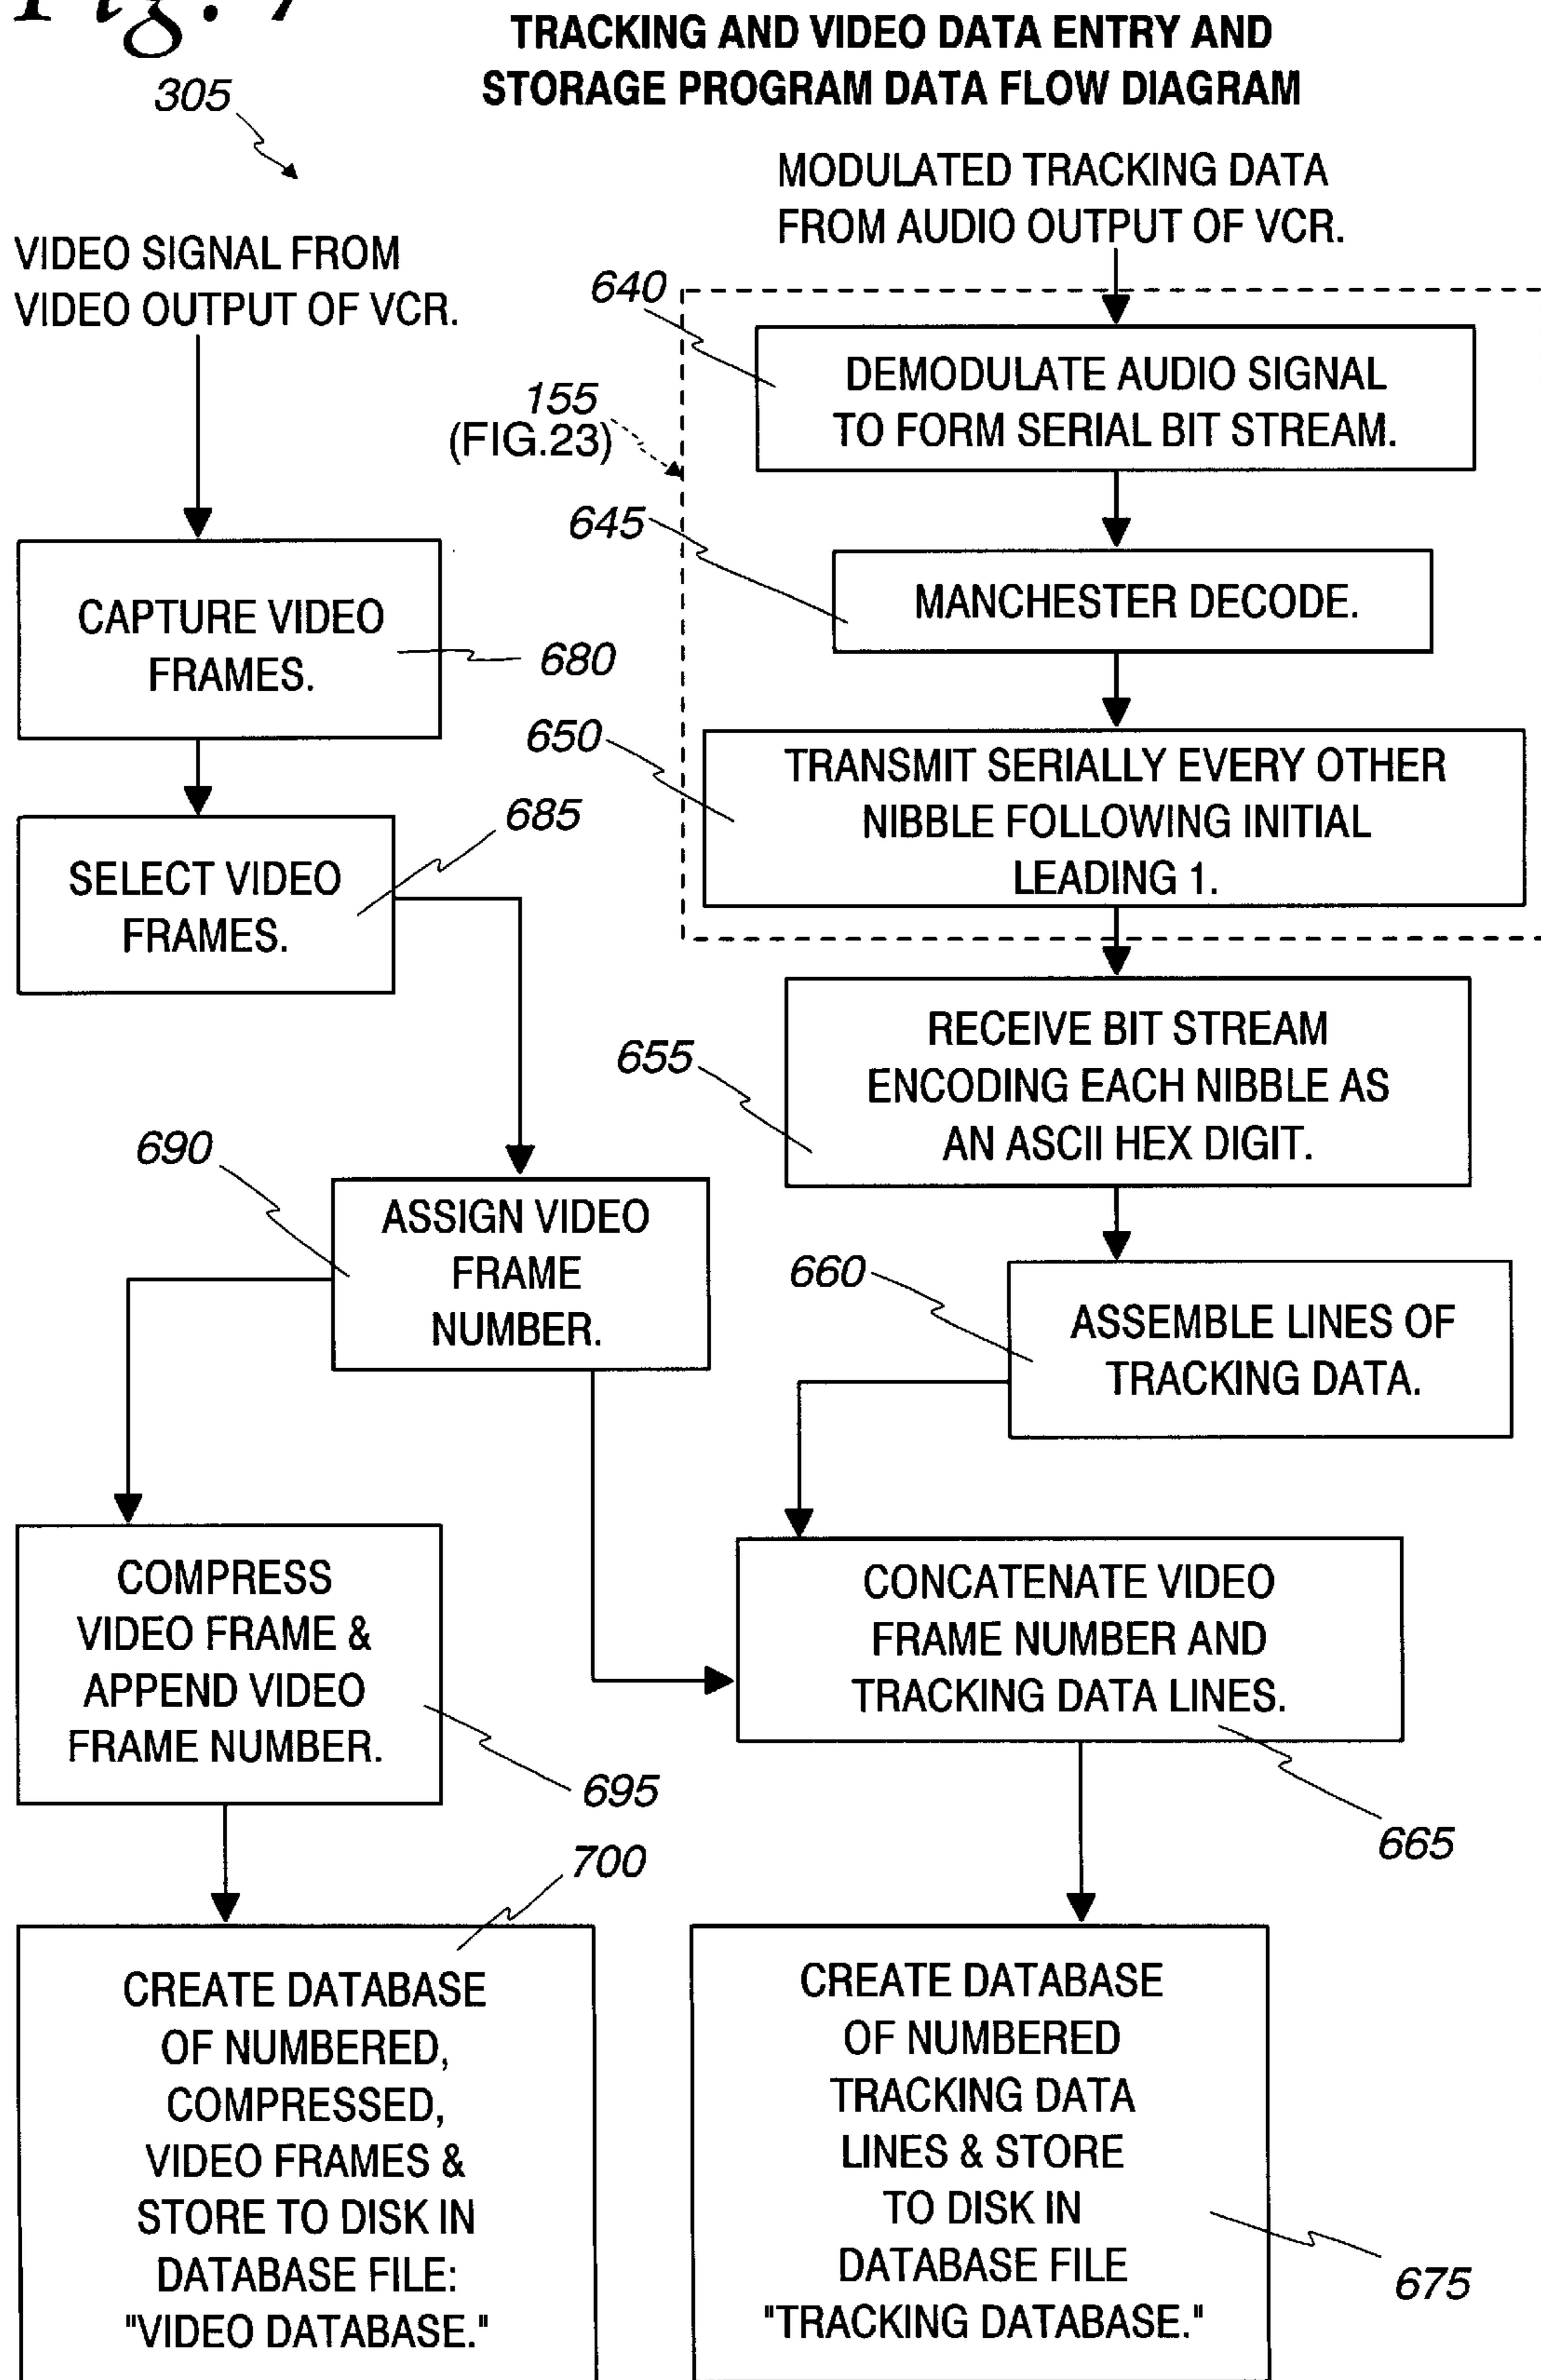 Fig. 7
TRACKING AND VIDEO DATA ENTRY AND
STORAGE PROGRAM DATA FLOW DIAGRAM
305
MODULATED TRACKING DATA
FROM AUDIO OUTPUT OF VCR.
VIDEO SIGNAL FROM
VIDEO OUTPUT OF VCR.
640
DEMODULATE AUDIO SIGNAL
TO FORM SERIAL BIT STREAM.
155
(FIG.23)
645
MANCHESTER DECODE.
CAPTURE VIDEO
FRAMES.
680
650
TRANSMIT SERIALLY EVERY OTHER
NIBBLE FOLLOWING INITIAL
LEADING 1.
685
SELECT VIDEO
FRAMES.
655
RECEIVE BIT STREAM
ENCODING EACH NIBBLE AS
AN ASCII HEX DIGIT.
690
ASSIGN VIDEO
FRAME
NUMBER.
660
ASSEMBLE LINES OF
TRACKING DATA.
COMPRESS
VIDEO FRAME &
APPEND VIDEO
FRAME NUMBER.
695
CONCATENATE VIDEO
FRAME NUMBER AND
TRACKING DATA LINES.
665
700
CREATE DATABASE
OF NUMBERED,
COMPRESSED,
VIDEO FRAMES &
STORE TO DISK IN
DATABASE FILE:
"VIDEO DATABASE."
CREATE DATABASE
OF NUMBERED
TRACKING DATA
LINES & STORE
TO DISK IN
DATABASE FILE
"TRACKING DATABASE."
675